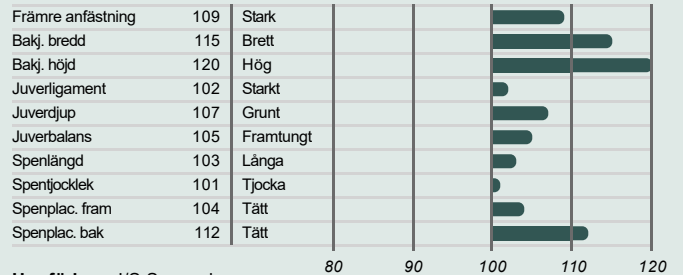 Främre anfästning 109 Stark
Bakj. bredd 115 Brett
Bakj. höjd 120 Hög
Juverligament 102 Starkt
Juverdjup 107 Grunt
Juverbalans 105 Framtungt
Spenlängd 103 Långa
Spentjocklek 101 Tjocka
Spenplac. fram 104 Tätt
Spenplac. bak 112 Tätt
80 90 100 110 120